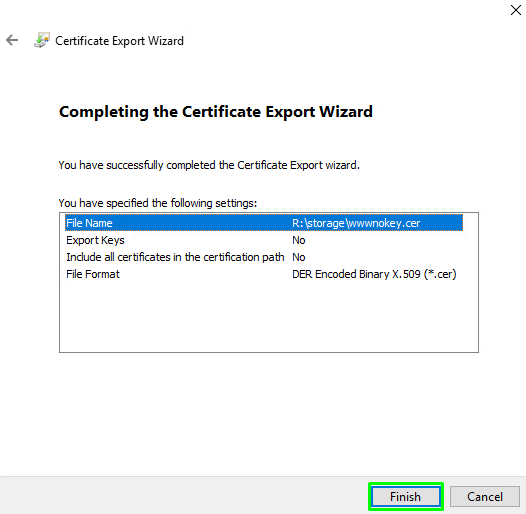 Certificate Export Wizard
Completing the Certificate Export Wizard
You have successfully completed the Certificate Export wizard.
You have specified the following settings:
File Name R:\storage\wwwnokey.cer
Export Keys No
Include all certificates in the certification path No
File Format DER Encoded Binary X.509 (*.cer)
Finish Cancel